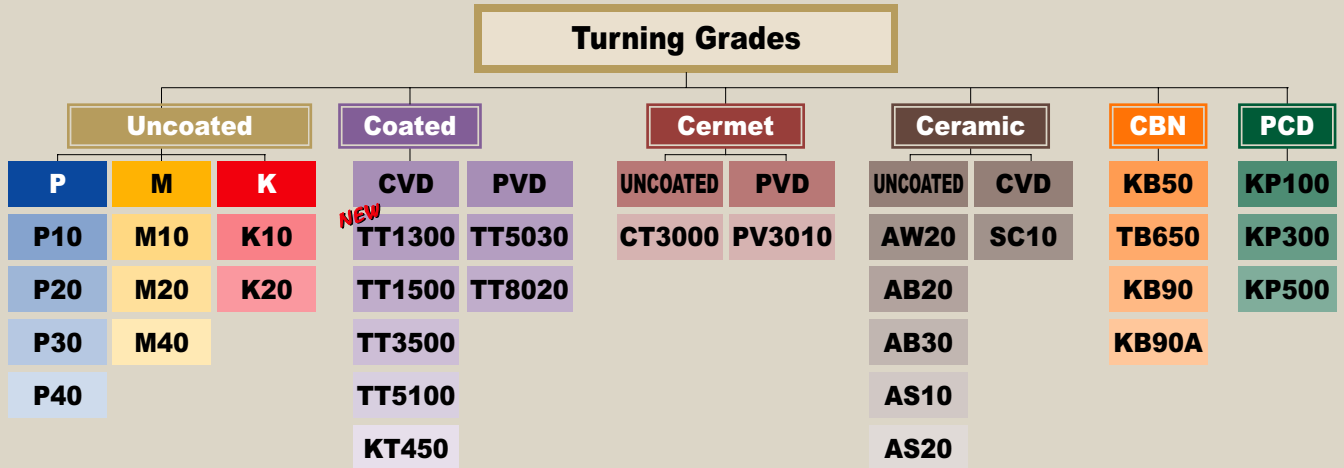 Turning Grades
Uncoated Coated Cermet Ceramic CBN PCD
P M K CVD PVD UNCOATED PVD UNCOATED CVD KB50 KP100
NEW
P10 M10 K10 TT1300 TT5030 CT3000 PV3010 AW20 SC10 TB650 KP300
P20 M20 K20 TT1500 TT8020 AB20 KB90 KP500
P30 M40 TT3500 AB30 KB90A
P40 TT5100 AS10
KT450 AS20